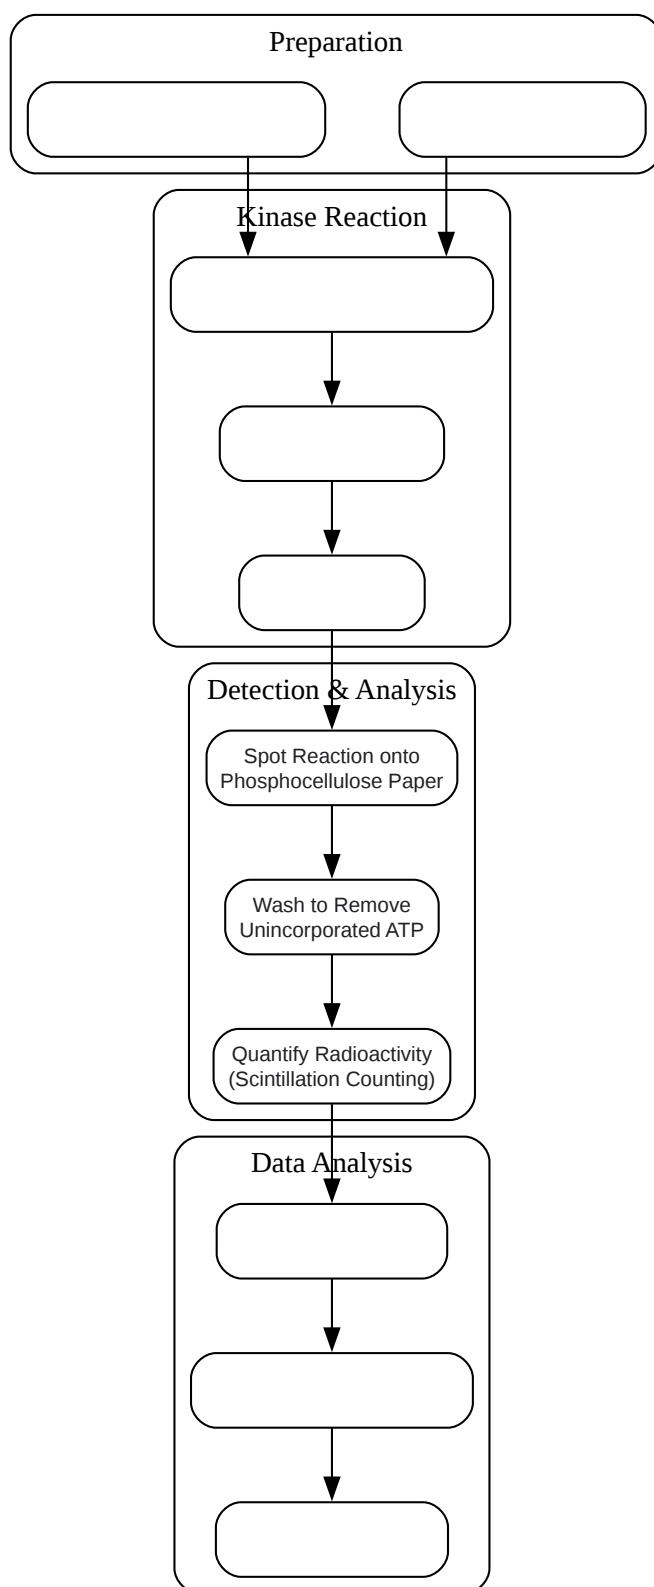 Preparation
Kinase Reaction
Detection & Analysis
Spot Reaction onto
Phosphocellulose Paper
Wash to Remove
Unincorporated ATP
Quantify Radioactivity
(Scintillation Counting)
Data Analysis